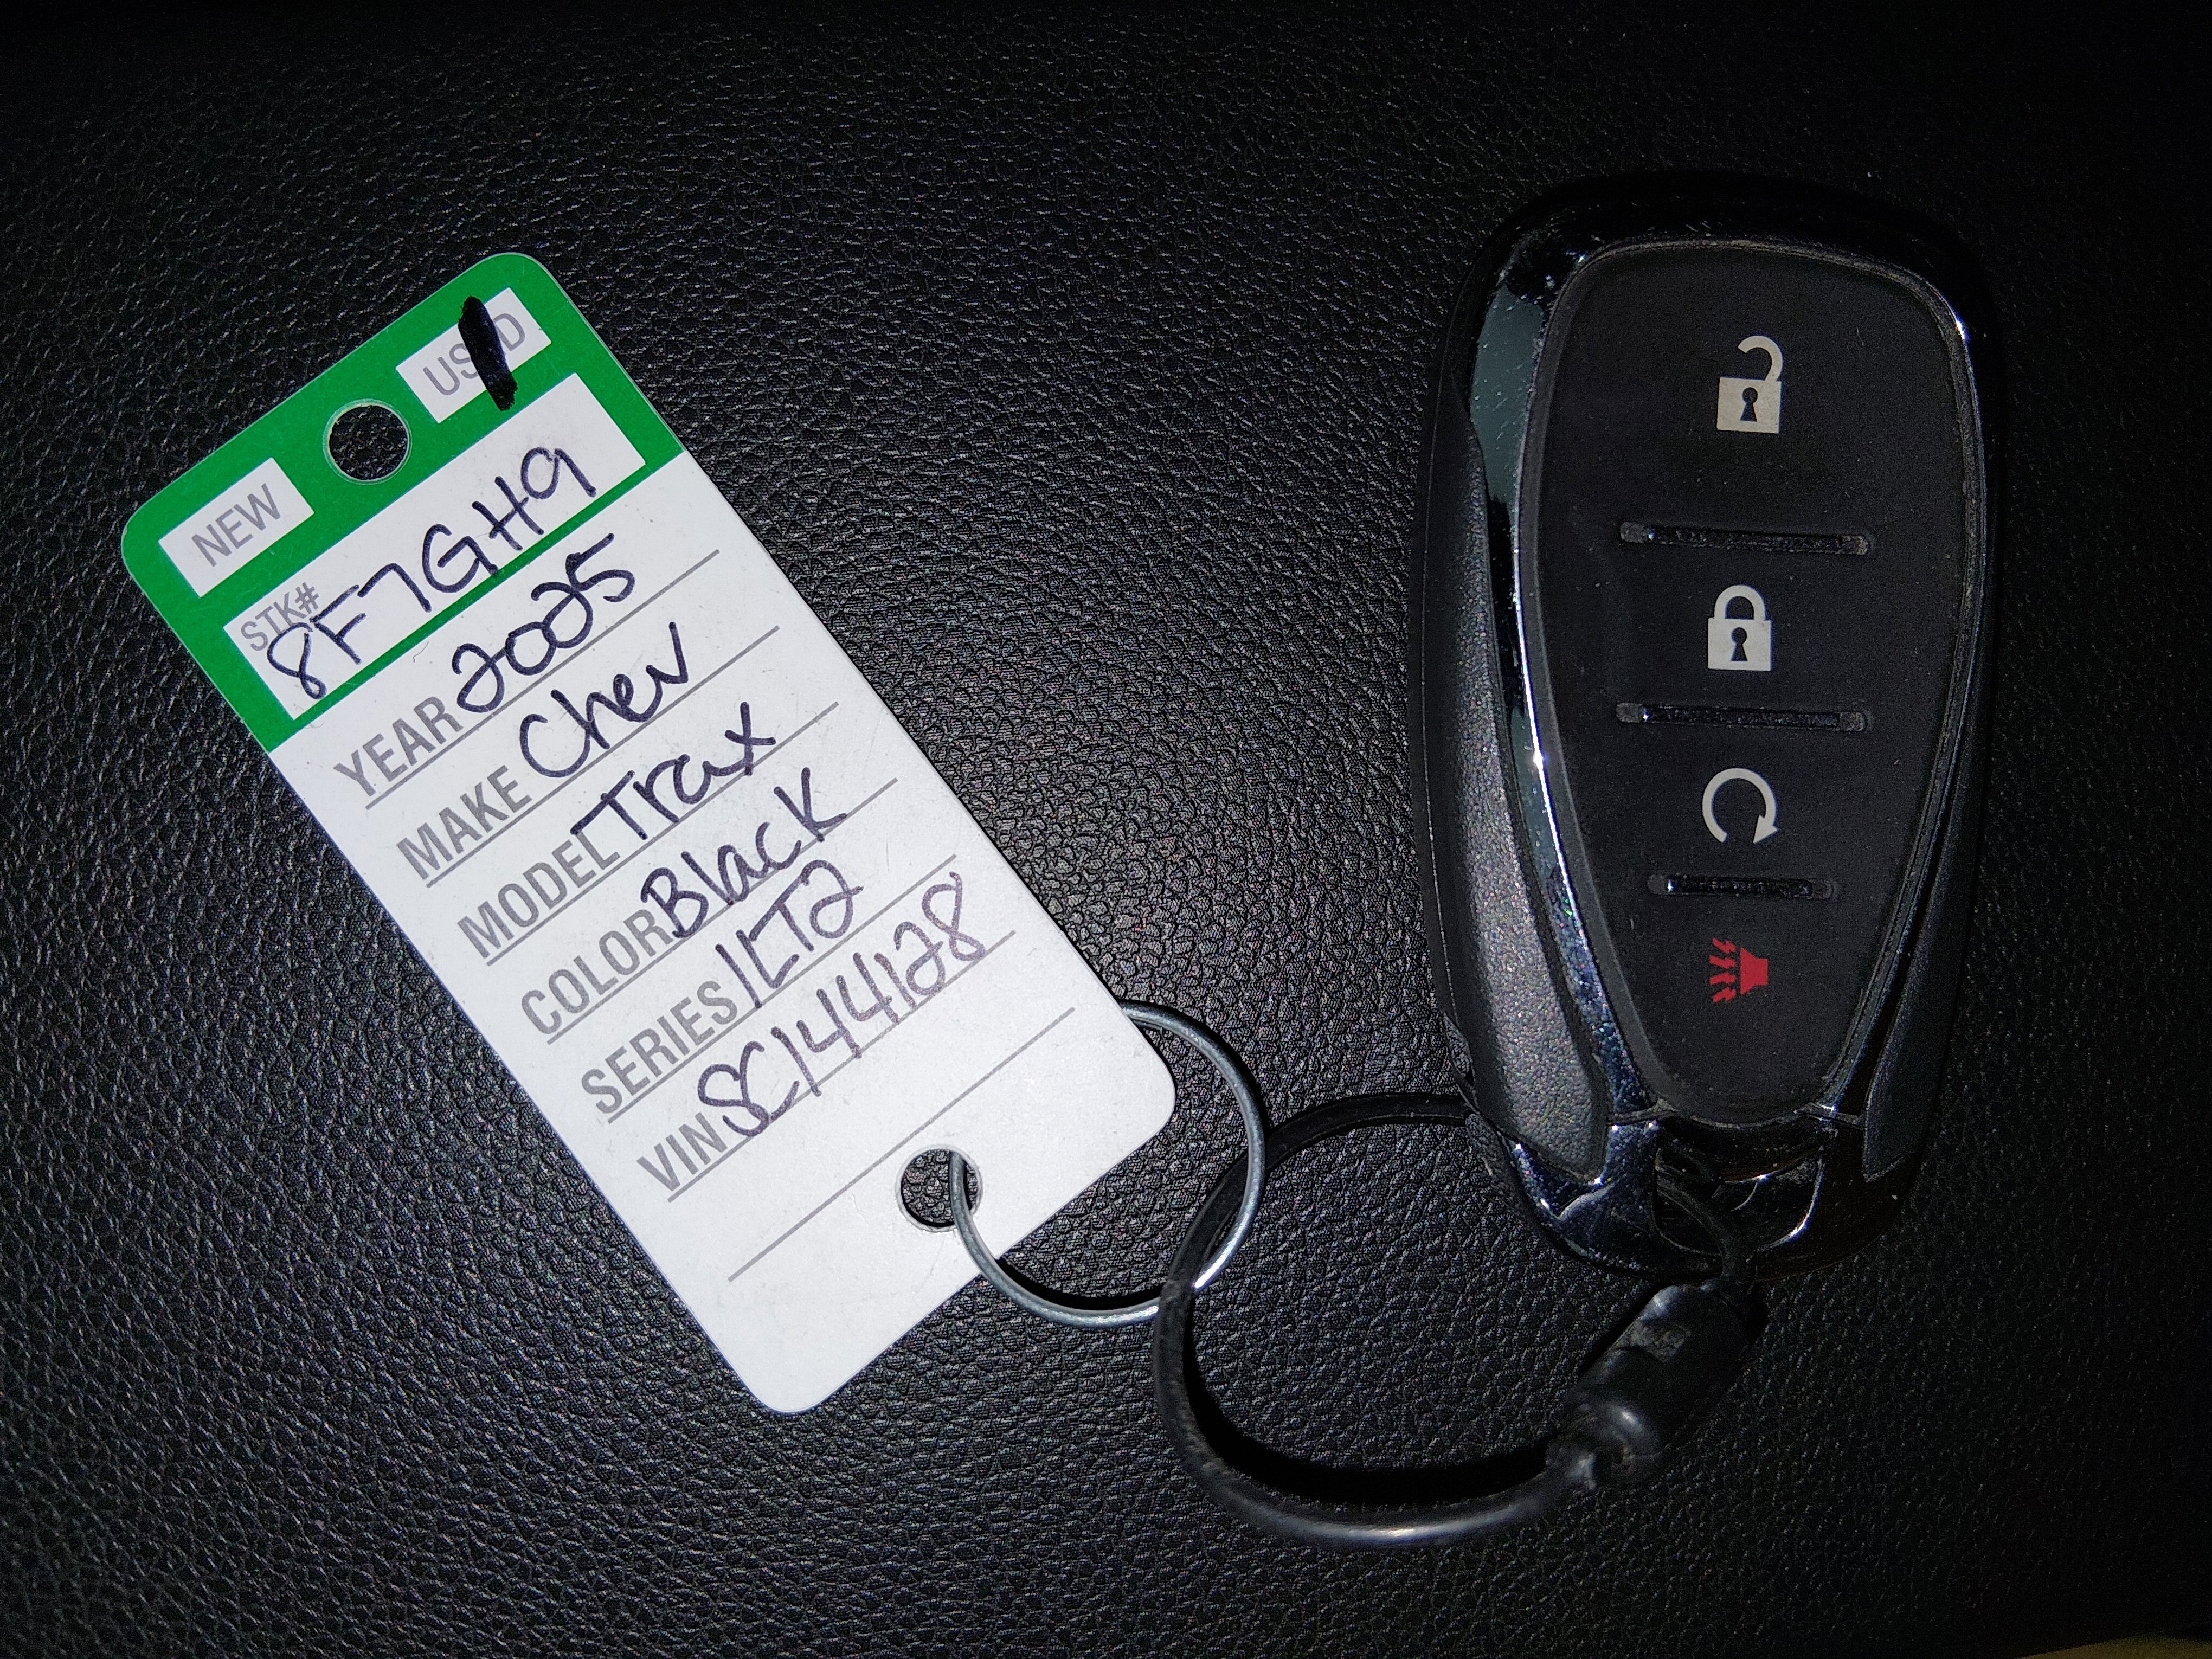 NEW USED
STK#
8F7GH9
YEAR 2025
MAKE Chev
MODEL Trax
COLOR Black
SERIES 1LT2
VIN SC144128